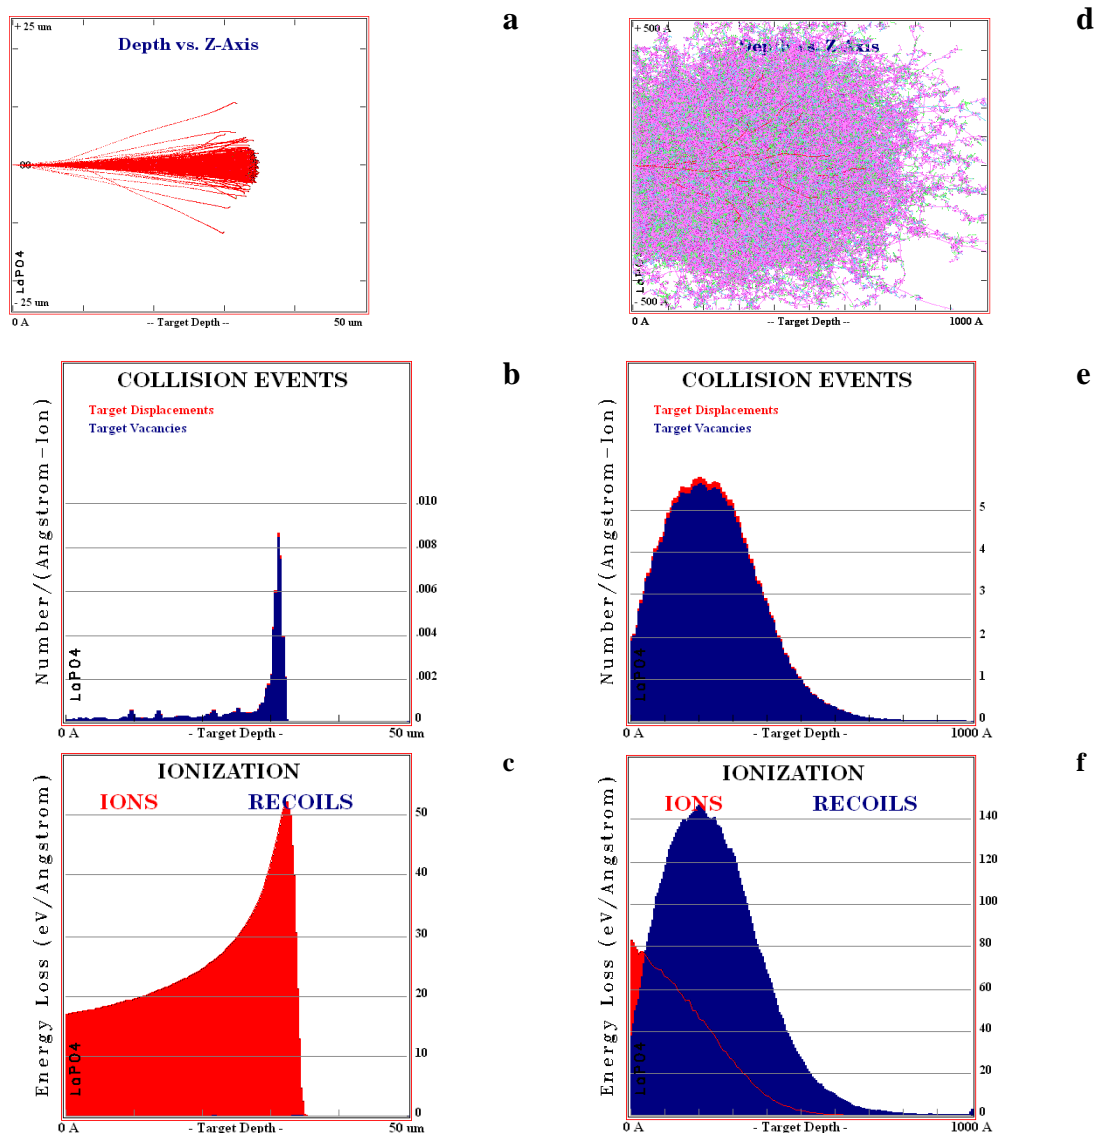 a
+ 25 um
Depth vs. Z-Axis
LaPO4
- 25 um
0 A
-- Target Depth --
50 um
d
+ 500 A
Depth vs. Z-Axis
- 500 A
0 A
-- Target Depth --
1000 A
b
COLLISION EVENTS
Target Displacements
Target Vacancies
Number/(Angstrom-Ion)
.010
.008
.006
.004
.002
0
LaPO4
0 A
- Target Depth -
50 um
e
COLLISION EVENTS
Target Displacements
Target Vacancies
Number/(Angstrom-Ion)
5
4
3
2
1
0
LaPO4
0 A
- Target Depth -
1000 A
c
IONIZATION
IONS
RECOILS
Energy Loss (eV/Angstrom)
50
40
30
20
10
0
LaPO4
0 A
- Target Depth -
50 um
f
IONIZATION
IONS
RECOILS
Energy Loss (eV/Angstrom)
140
120
100
80
60
40
20
0
LaPO4
0 A
- Target Depth -
1000 A